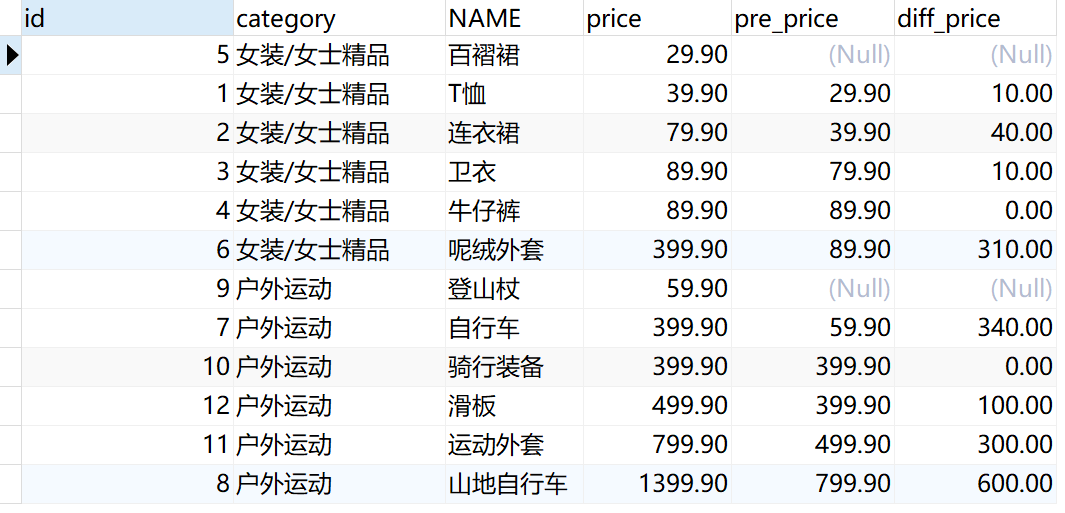 id category NAME price pre_price diff_price
5 女装/女士精品 百褶裙 29.90 (Null) (Null)
1 女装/女士精品 T恤 39.90 29.90 10.00
2 女装/女士精品 连衣裙 79.90 39.90 40.00
3 女装/女士精品 卫衣 89.90 79.90 10.00
4 女装/女士精品 牛仔裤 89.90 89.90 0.00
6 女装/女士精品 呢绒外套 399.90 89.90 310.00
9 户外运动 登山杖 59.90 (Null) (Null)
7 户外运动 自行车 399.90 59.90 340.00
10 户外运动 骑行装备 399.90 399.90 0.00
12 户外运动 滑板 499.90 399.90 100.00
11 户外运动 运动外套 799.90 499.90 300.00
8 户外运动 山地自行车 1399.90 799.90 600.00